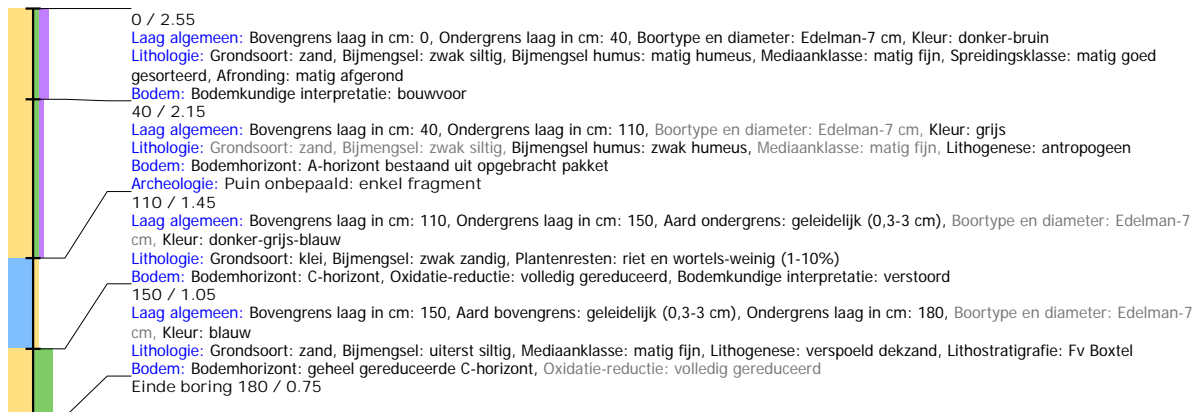 0 / 2.55
Laag algemeen: Bovengrens laag in cm: 0, Ondergrens laag in cm: 40, Boortype en diameter: Edelman-7 cm, Kleur: donker-bruin
Lithologie: Grondsoort: zand, Bijmengsel: zwak siltig, Bijmengsel humus: matig humeus, Mediaanklasse: matig fijn, Spreidingsklasse: matig goed
gesorteerd, Afronding: matig afgerond
Bodem: Bodemkundige interpretatie: bouwvoor
40 / 2.15
Laag algemeen: Bovengrens laag in cm: 40, Ondergrens laag in cm: 110, Boortype en diameter: Edelman-7 cm, Kleur: grijs
Lithologie: Grondsoort: zand, Bijmengsel: zwak siltig, Bijmengsel humus: zwak humeus, Mediaanklasse: matig fijn, Lithogenese: antropogeen
Bodem: Bodemhorizont: A-horizont bestaand uit opgebracht pakket
Archeologie: Puin onbepaald: enkel fragment
110 / 1.45
Laag algemeen: Bovengrens laag in cm: 110, Ondergrens laag in cm: 150, Aard ondergrens: geleidelijk (0,3-3 cm), Boortype en diameter: Edelman-7
cm, Kleur: donker-grijs-blauw
Lithologie: Grondsoort: klei, Bijmengsel: zwak zandig, Plantenresten: riet en wortels-weinig (1-10%)
Bodem: Bodemhorizont: C-horizont, Oxidatie-reductie: volledig gereduceerd, Bodemkundige interpretatie: verstoord
150 / 1.05
Laag algemeen: Bovengrens laag in cm: 150, Aard bovengrens: geleidelijk (0,3-3 cm), Ondergrens laag in cm: 180, Boortype en diameter: Edelman-7
cm, Kleur: blauw
Lithologie: Grondsoort: zand, Bijmengsel: uiterst siltig, Mediaanklasse: matig fijn, Lithogenese: verspoeld dekzand, Lithostratigrafie: Fv Boxtel
Bodem: Bodemhorizont: geheel gereduceerde C-horizont, Oxidatie-reductie: volledig gereduceerd
Einde boring 180 / 0.75